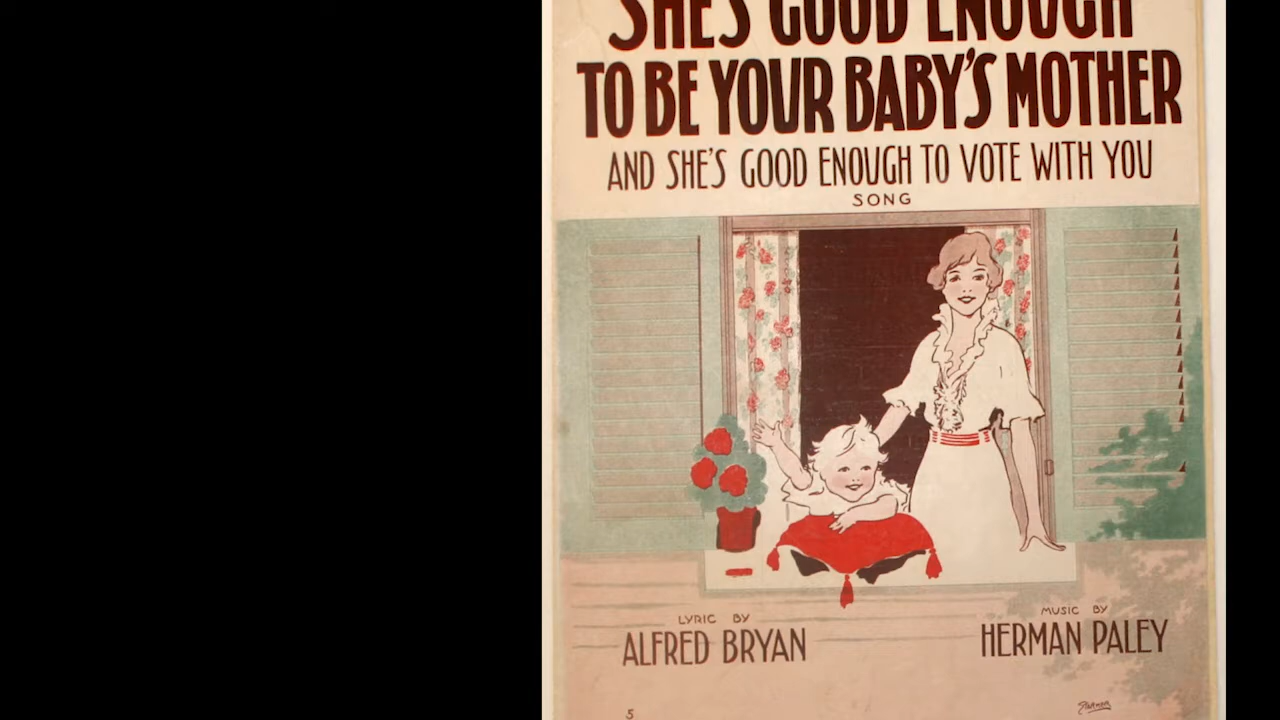 SHE'S GOOD ENOUGH
TO BE YOUR BABY'S MOTHER
AND SHE'S GOOD ENOUGH TO VOTE WITH YOU
SONG
LYRIC BY
ALFRED BRYAN
MUSIC BY
HERMAN PALEY
5